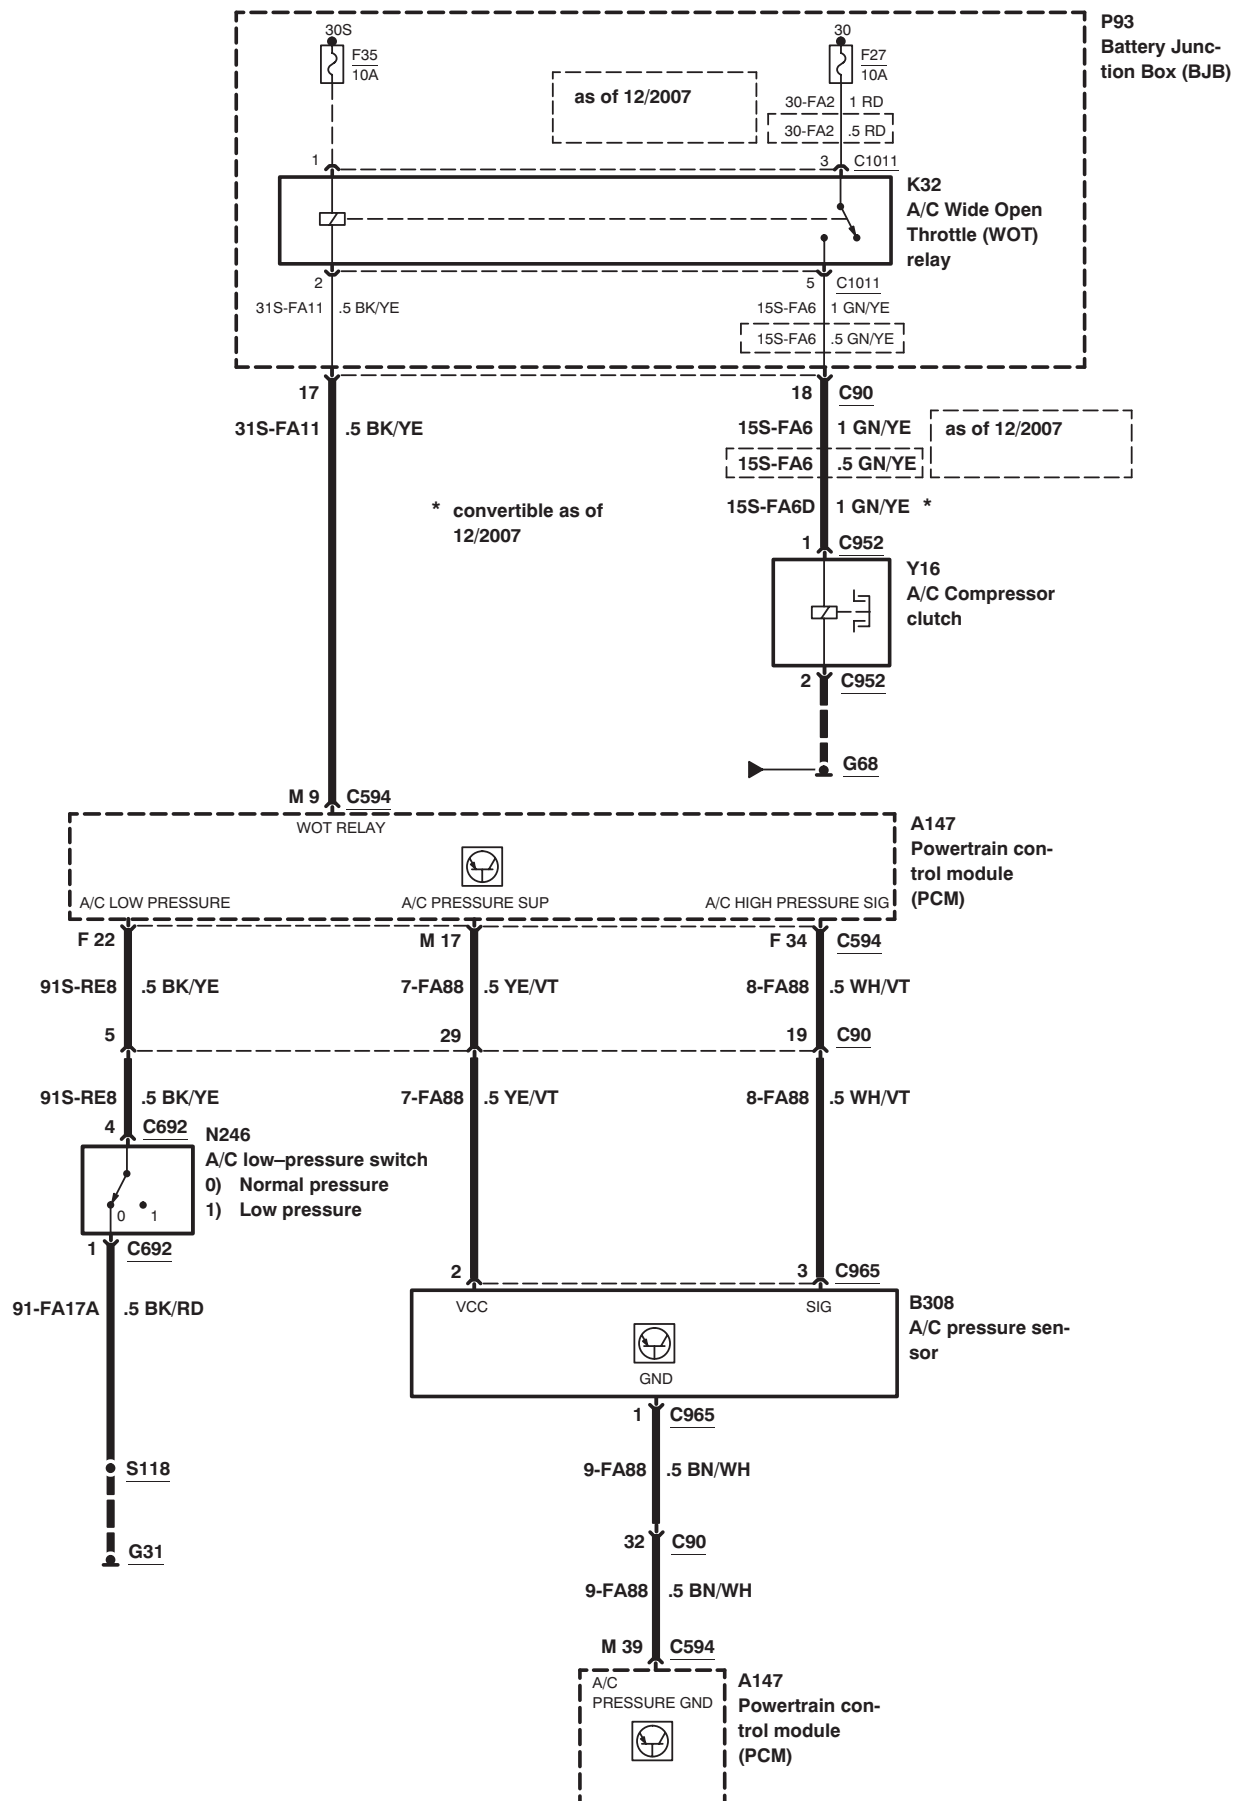 30S
30
P93
Battery Junc-
tion Box (BJB)
F35
10A
F27
10A
as of 12/2007
30-FA2 1 RD
30-FA2 .5 RD
1
3 C1011
K32
A/C Wide Open
Throttle (WOT)
relay
2
5 C1011
31S-FA11 .5 BK/YE
15S-FA6 1 GN/YE
15S-FA6 .5 GN/YE
17
18 C90
31S-FA11 .5 BK/YE
15S-FA6 1 GN/YE
as of 12/2007
15S-FA6 .5 GN/YE
15S-FA6D 1 GN/YE *
* convertible as of
12/2007
1 C952
Y16
A/C Compressor
clutch
2 C952
G68
M 9 C594
WOT RELAY
A147
Powertrain con-
trol module
(PCM)
A/C LOW PRESSURE
A/C PRESSURE SUP
A/C HIGH PRESSURE SIG
F 22
M 17
F 34 C594
91S-RE8 .5 BK/YE
7-FA88 .5 YE/VT
8-FA88 .5 WH/VT
5
29
19 C90
91S-RE8 .5 BK/YE
7-FA88 .5 YE/VT
8-FA88 .5 WH/VT
4 C692
N246
A/C low–pressure switch
0) Normal pressure
1) Low pressure
0 1
1 C692
2
3 C965
91-FA17A .5 BK/RD
VCC
SIG
B308
A/C pressure sen-
sor
GND
1 C965
S118
9-FA88 .5 BN/WH
32 C90
G31
9-FA88 .5 BN/WH
M 39 C594
A/C
PRESSURE GND
A147
Powertrain con-
trol module
(PCM)